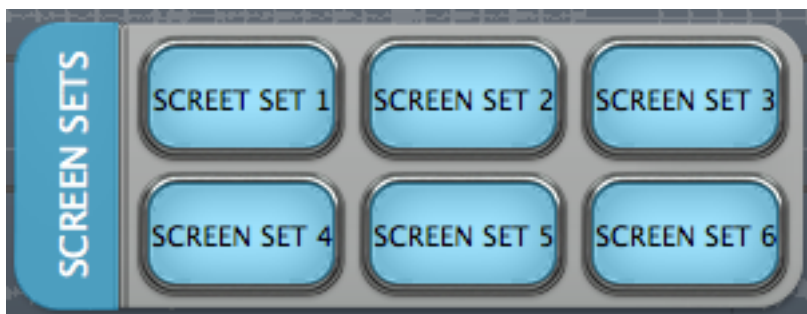 SCREEN SETS
SCREET SET 1
SCREEN SET 2
SCREEN SET 3
SCREEN SET 4
SCREEN SET 5
SCREEN SET 6